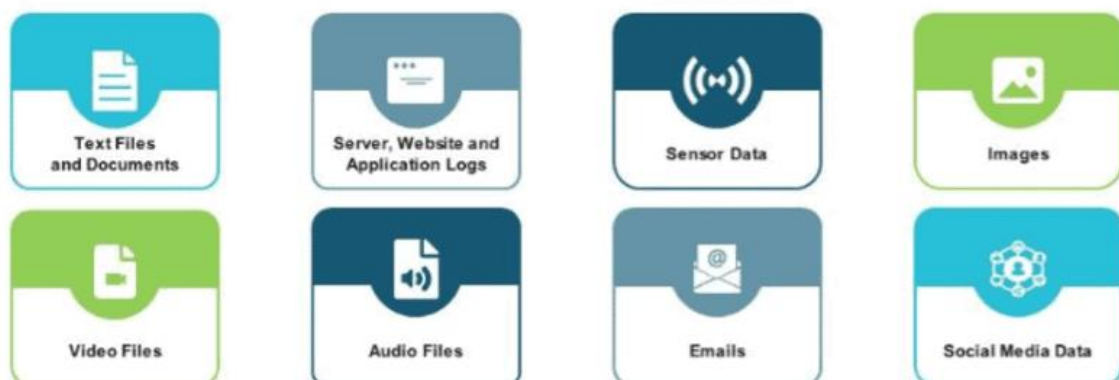 Text Files
and Documents
Server, Website and
Application Logs
Sensor Data
Images
Video Files
Audio Files
@
Emails
Social Media Data